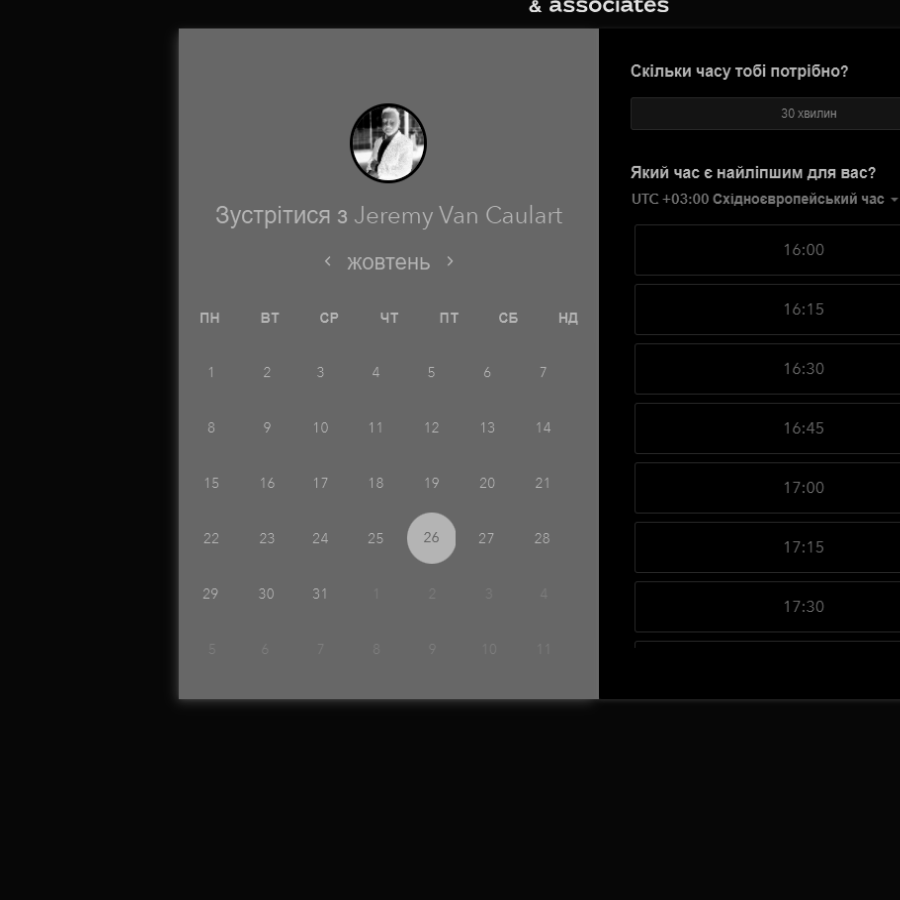 & associates
Зустрітися з Jeremy Van Caulart
жовтень
ПН ВТ СР ЧТ ПТ СБ НД
1 2 3 4 5 6 7
8 9 10 11 12 13 14
15 16 17 18 19 20 21
22 23 24 25 26 27 28
29 30 31 1 2 3 4
5 6 7 8 9 10 11
Скільки часу тобі потрібно?
30 хвилин
Який час є найліпшим для вас?
UTC +03:00 Східноєвропейський час
16:00
16:15
16:30
16:45
17:00
17:15
17:30